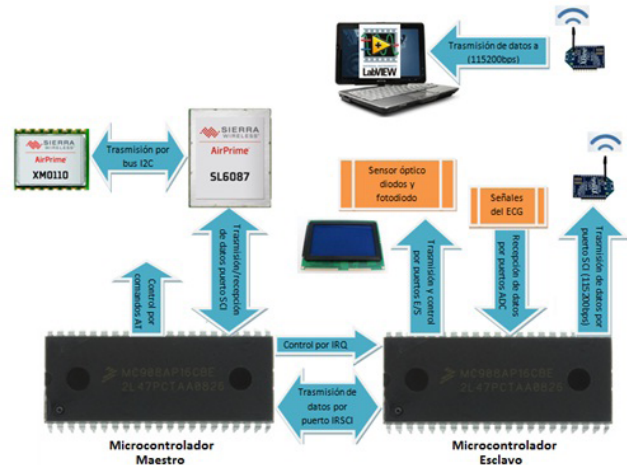 LabVIEW
Trasmisión de datos a
(115200bps)
SIERRA
WIRELESS
AirPrime
XM0110
Trasmisión por
bus I2C
SIERRA
WIRELESS
AirPrime
SL6087
Sensor óptico
diodos y
fotodiodo
Señales
del ECG
Control por
comandos AT
Trasmisión/recepción
de datos puerto SCI
Trasmisión y control
por puertos E/S
Recepción de datos
por puertos ADC
Trasmisión de datos por
puerto SCI (115200bps)
MC908AP16CBE
2L47PCTAA8826
Control por IRQ
MC908AP16CBE
2L47PCTAA8826
Trasmisión de
datos por
puerto IRSCI
Microcontrolador
Maestro
Microcontrolador
Esclavo